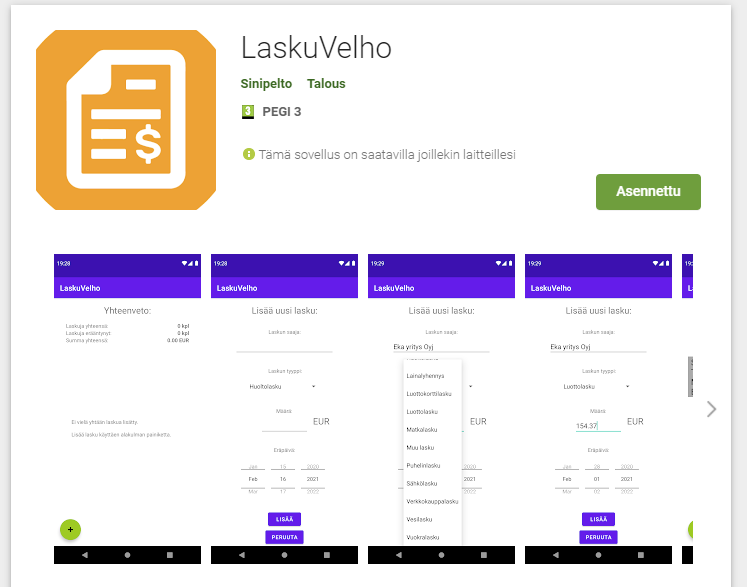 LaskuVelho
Sinipelto Talous
3 PEGI 3
Tämä sovellus on saatavilla joillekin laitteillesi
Asennettu
19:28
LaskuVelho
Yhteenveto:
Laskuja yhteensä: 0 kpl
Laskuja erääntynyt: 0 kpl
Summa yhteensä: 0.00 EUR
Ei vielä yhtään laskua lisätty.
Lisää lasku käyttäen alakulman painiketta.
+
19:28
LaskuVelho
Lisää uusi lasku:
Laskun saaja:
Laskun tyyppi:
Huoltolasku
Määrä:
EUR
Eräpäivä:
Jan 15 2020
Feb 16 2021
Mar 17 2022
LISÄÄ
PERUUTA
19:29
LaskuVelho
Lisää uusi lasku:
Laskun saaja:
Eka yritys Oyj
Lainalyhennys
Luottokorttilasku
Luottolasku
Matkalasku
Muu lasku
Puhelinlasku
Sähkölasku
Verkkokauppalasku
Vesilasku
Vuokralasku
EUR
2020
2021
2022
19:29
LaskuVelho
Lisää uusi lasku:
Laskun saaja:
Eka yritys Oyj
Laskun tyyppi:
Luottolasku
Määrä:
154.37 EUR
Eräpäivä:
Jan 28 2020
Feb 01 2021
Mar 02 2022
LISÄÄ
PERUUTA